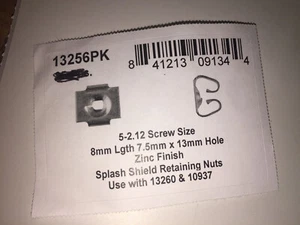 13256PK
8 41213 09134 4
5-2.12 Screw Size
8mm Lgth 7.5mm x 13mm Hole
Zinc Finish
Splash Shield Retaining Nuts
Use with 13260 & 10937